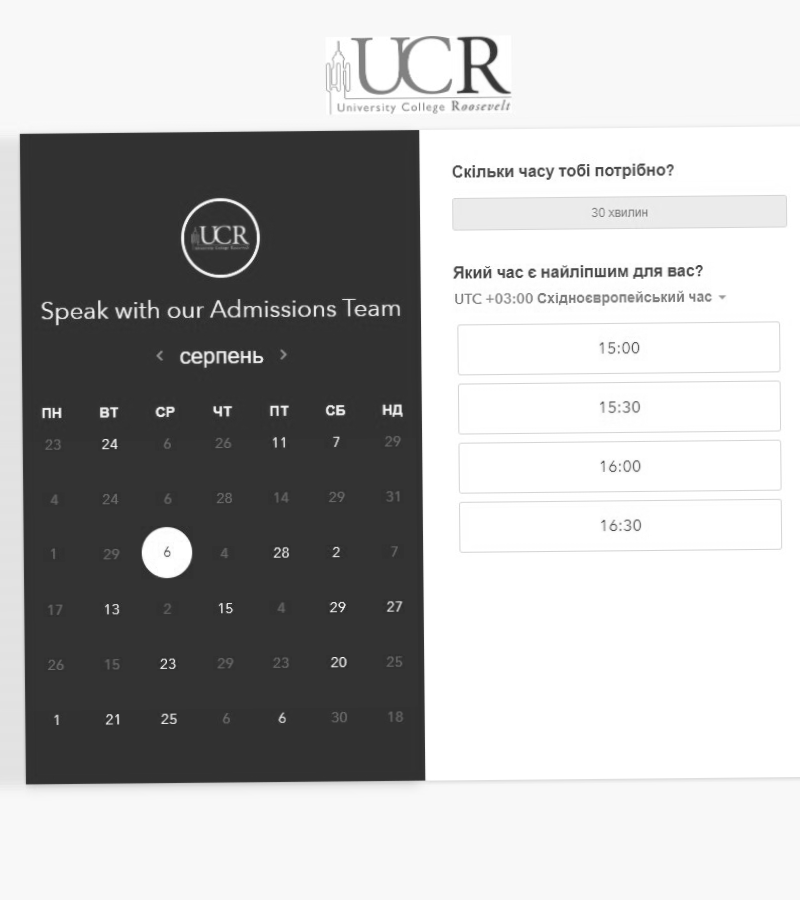 UCR
University College Roosevelt
UCR
University College Roosevelt
Speak with our Admissions Team
серпень
ПН ВТ СР ЧТ ПТ СБ НД
23 24 6 26 11 7 29
4 24 6 28 14 29 31
1 29 6 4 28 2 7
17 13 2 15 4 29 27
26 15 23 29 23 20 25
1 21 25 6 6 30 18
Скільки часу тобі потрібно?
30 хвилин
Який час є найліпшим для вас?
UTC +03:00 Східноєвропейський час
15:00
15:30
16:00
16:30